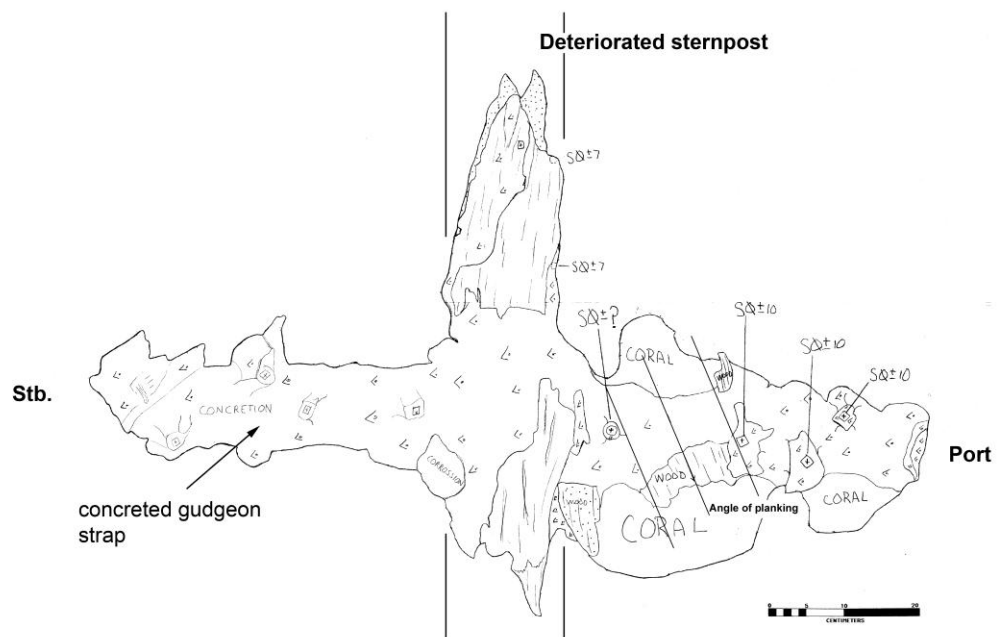 Deteriorated sternpost
SQ±7
SQ±7
SQ±?
SQ±10
SQ±10
SQ±10
CORAL
WOOD
Stb.
CONCRETION
Port
CORROSION
WOOD
WOOD
CORAL
CORAL
Angle of planking
concreted gudgeon
strap
0 5 10 20
CENTIMETERS